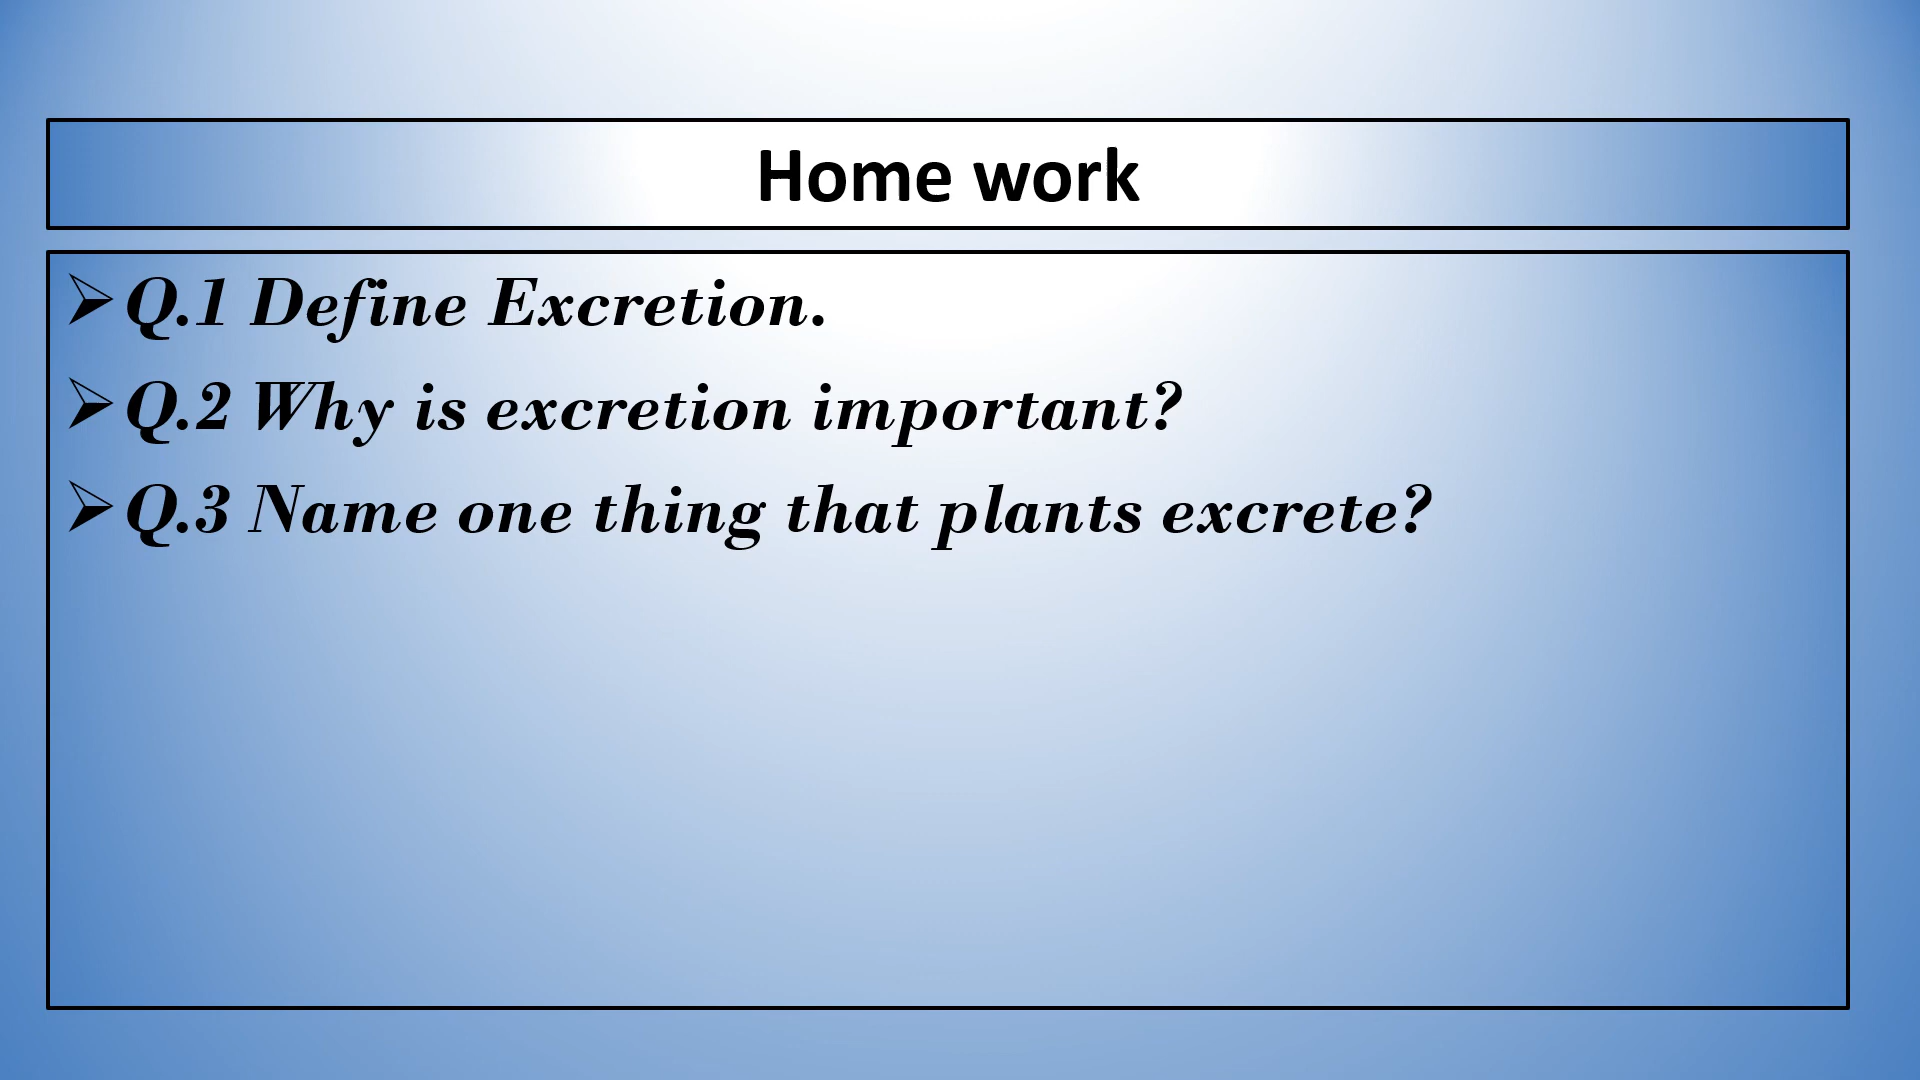 Home work
➢Q.1 Define Excretion.
➢Q.2 Why is excretion important?
➢Q.3 Name one thing that plants excrete?